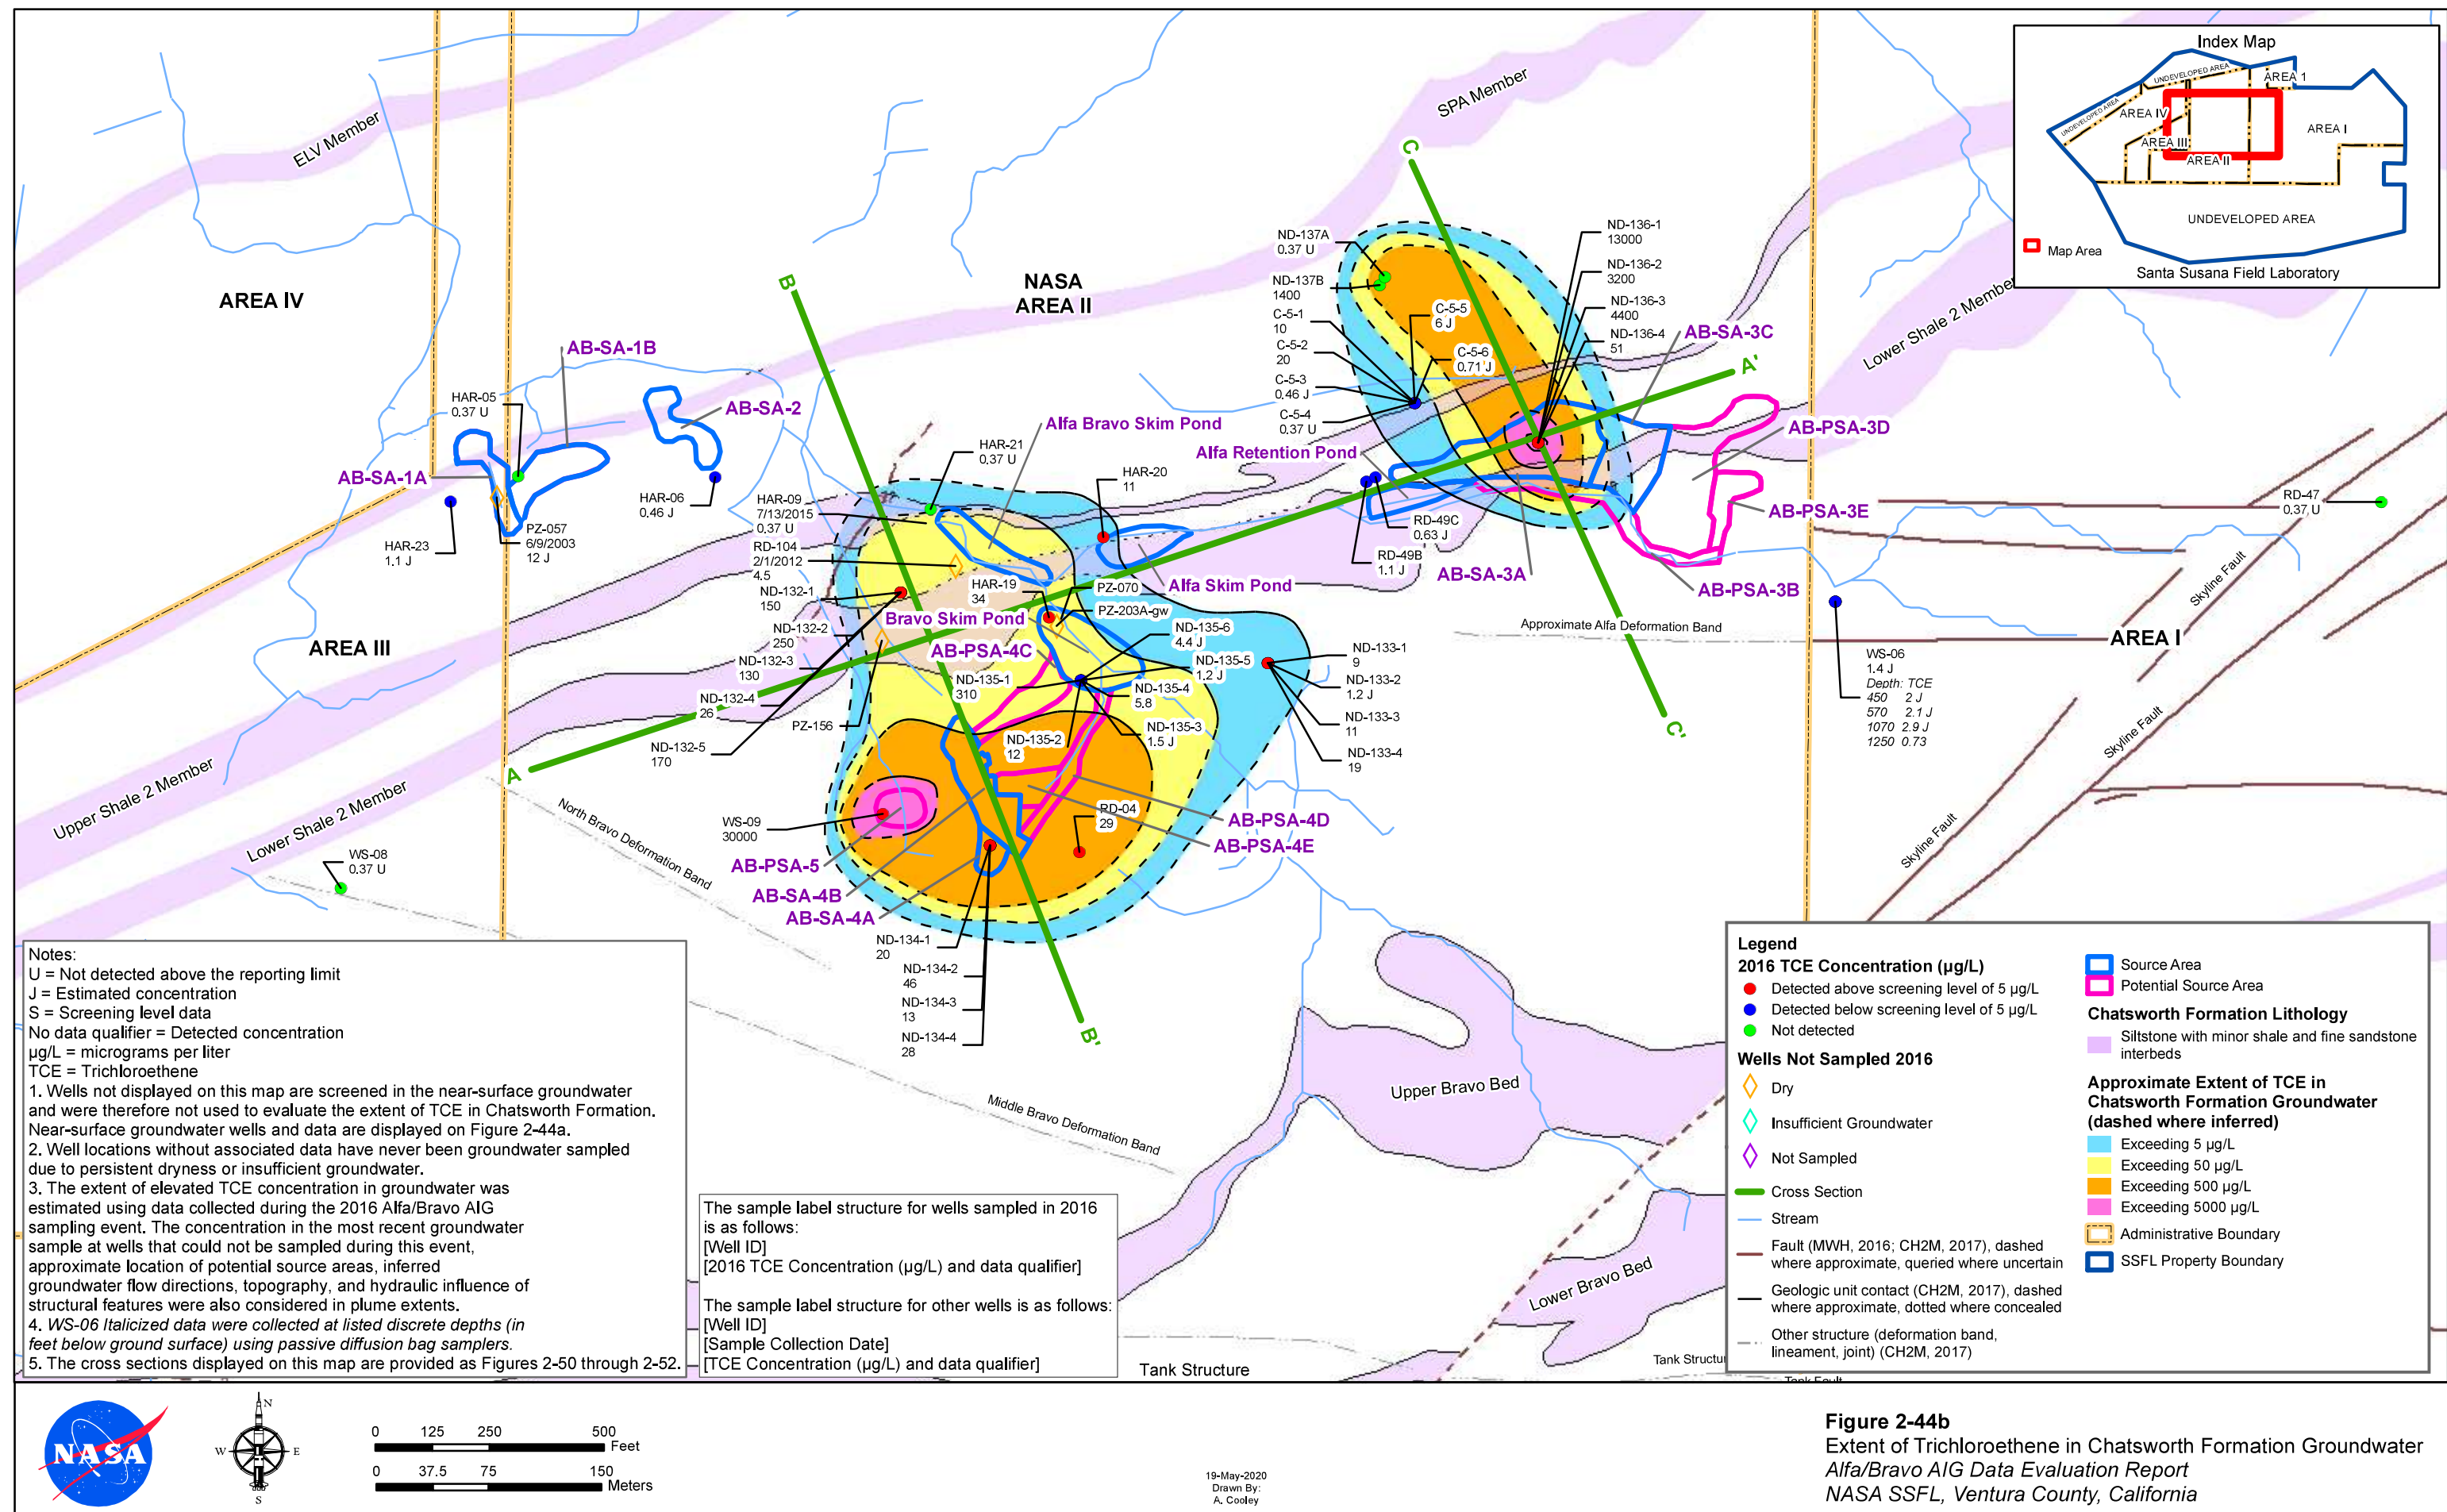 Index Map
UNDEVELOPED AREA
AREA 1
UNDEVELOPED AREA
AREA IV
AREA I
AREA III
AREA II
UNDEVELOPED AREA
Map Area
Santa Susana Field Laboratory
ELV Member
SPA Member
Lower Shale 2 Member
AREA IV
NASA
AREA II
AREA III
AREA I
Upper Shale 2 Member
Lower Shale 2 Member
C
C'
B
B'
A
A'
ND-137A
0.37 U
ND-137B
1400
C-5-1
10
C-5-2
20
C-5-3
0.46 J
C-5-4
0.37 U
C-5-5
6 J
C-5-6
0.71 J
ND-136-1
13000
ND-136-2
3200
ND-136-3
4400
ND-136-4
51
AB-SA-3C
AB-PSA-3D
AB-PSA-3E
AB-PSA-3B
AB-SA-3A
Alfa Retention Pond
RD-49C
0.63 J
RD-49B
1.1 J
RD-47
0.37 U
Skyline Fault
Skyline Fault
Skyline Fault
Approximate Alfa Deformation Band
WS-06
1.4 J
Depth: TCE
450 2 J
570 2.1 J
1070 2.9 J
1250 0.73
AB-SA-1B
HAR-05
0.37 U
AB-SA-2
AB-SA-1A
HAR-23
1.1 J
PZ-057
6/9/2003
12 J
HAR-06
0.46 J
HAR-21
0.37 U
Alfa Bravo Skim Pond
HAR-20
11
HAR-09
7/13/2015
0.37 U
RD-104
2/1/2012
4.5
ND-132-1
150
ND-132-2
250
ND-132-3
130
ND-132-4
26
ND-132-5
170
PZ-156
HAR-19
34
PZ-070
PZ-203A-gw
Alfa Skim Pond
Bravo Skim Pond
AB-PSA-4C
ND-135-6
4.4 J
ND-135-5
1.2 J
ND-135-1
310
ND-135-4
5.8
ND-135-3
1.5 J
ND-135-2
12
ND-133-1
9
ND-133-2
1.2 J
ND-133-3
11
ND-133-4
19
WS-09
30000
RD-04
29
AB-PSA-4D
AB-PSA-4E
AB-PSA-5
AB-SA-4B
AB-SA-4A
North Bravo Deformation Band
WS-08
0.37 U
ND-134-1
20
ND-134-2
46
ND-134-3
13
ND-134-4
28
Middle Bravo Deformation Band
Upper Bravo Bed
Lower Bravo Bed
Tank Structure
Notes:
U = Not detected above the reporting limit
J = Estimated concentration
S = Screening level data
No data qualifier = Detected concentration
µg/L = micrograms per liter
TCE = Trichloroethene
1. Wells not displayed on this map are screened in the near-surface groundwater
and were therefore not used to evaluate the extent of TCE in Chatsworth Formation.
Near-surface groundwater wells and data are displayed on Figure 2-44a.
2. Well locations without associated data have never been groundwater sampled
due to persistent dryness or insufficient groundwater.
3. The extent of elevated TCE concentration in groundwater was
estimated using data collected during the 2016 Alfa/Bravo AIG
sampling event. The concentration in the most recent groundwater
sample at wells that could not be sampled during this event,
approximate location of potential source areas, inferred
groundwater flow directions, topography, and hydraulic influence of
structural features were also considered in plume extents.
4. WS-06 Italicized data were collected at listed discrete depths (in
feet below ground surface) using passive diffusion bag samplers.
5. The cross sections displayed on this map are provided as Figures 2-50 through 2-52.
The sample label structure for wells sampled in 2016
is as follows:
[Well ID]
[2016 TCE Concentration (µg/L) and data qualifier]
The sample label structure for other wells is as follows:
[Well ID]
[Sample Collection Date]
[TCE Concentration (µg/L) and data qualifier]
Legend
2016 TCE Concentration (µg/L)
Detected above screening level of 5 µg/L
Detected below screening level of 5 µg/L
Not detected
Wells Not Sampled 2016
Dry
Insufficient Groundwater
Not Sampled
Cross Section
Stream
Fault (MWH, 2016; CH2M, 2017), dashed
where approximate, queried where uncertain
Geologic unit contact (CH2M, 2017), dashed
where approximate, dotted where concealed
Other structure (deformation band,
lineament, joint) (CH2M, 2017)
Source Area
Potential Source Area
Chatsworth Formation Lithology
Siltstone with minor shale and fine sandstone
interbeds
Approximate Extent of TCE in
Chatsworth Formation Groundwater
(dashed where inferred)
Exceeding 5 µg/L
Exceeding 50 µg/L
Exceeding 500 µg/L
Exceeding 5000 µg/L
Administrative Boundary
SSFL Property Boundary
NASA
N
W E
S
0 125 250 500
Feet
0 37.5 75 150
Meters
19-May-2020
Drawn By:
A. Cooley
Figure 2-44b
Extent of Trichloroethene in Chatsworth Formation Groundwater
Alfa/Bravo AIG Data Evaluation Report
NASA SSFL, Ventura County, California